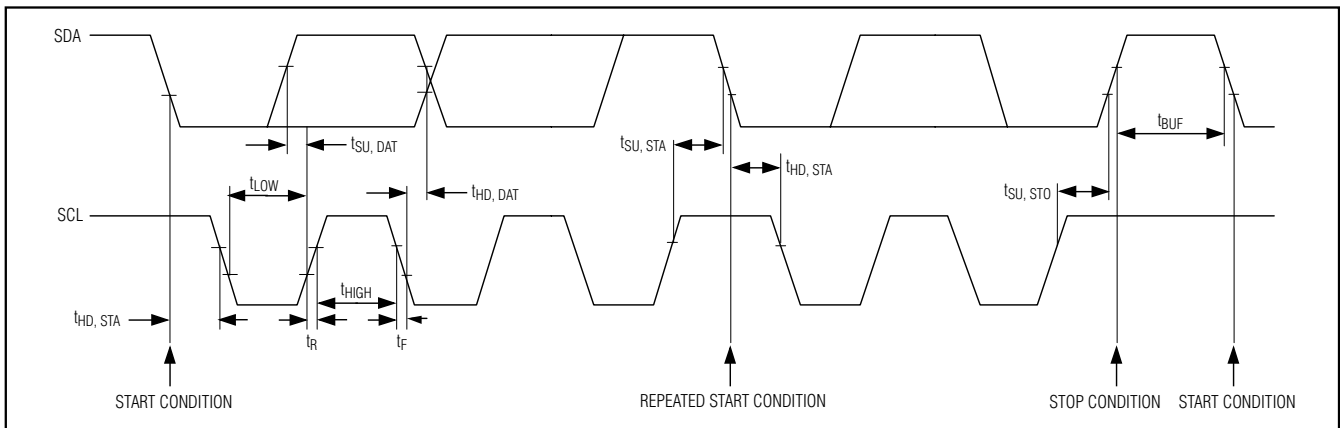 SDA
tSU, DAT
tSU, STA
tHD, STA
tBUF
tLOW
tHD, DAT
tSU, STO
SCL
tHIGH
tHD, STA
tR
tF
START CONDITION
REPEATED START CONDITION
STOP CONDITION
START CONDITION